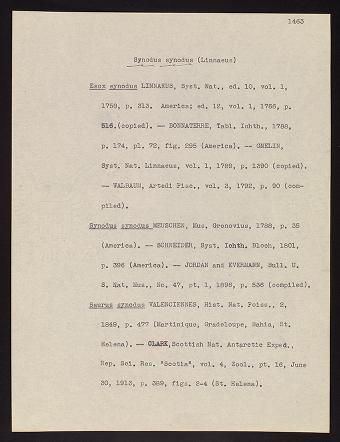 1463
Synodus synodus (Linnaeus)
Esox synodus LINNAEUS, Syst. Nat., ed. 10, vol. 1,
1758, p. 313. America; ed. 12, vol. 1, 1766, p.
516.(copied). -- BONNATERRE, Tabl. Ichth., 1788,
p. 174, pl. 72, fig. 295 (America). -- GMELIN,
Syst. Nat. Linnaeus, vol. 1, 1789, p. 1390 (copied).
-- WALBAUM, Artedi Pisc., vol. 3, 1792, p. 90 (com-
piled).
Synodus synodus MEUSCHEN, Mus. Gronovius, 1788, p. 35
(America). -- SCHNEIDER, Syst. Ichth. Bloch, 1801,
p. 396 (America). -- JORDAN and EVERMANN, Bull. U.
S. Nat. Mus., No. 47, pt. 1, 1896, p. 536 (compiled).
Saurus synodus VALENCIENNES, Hist. Nat. Poiss., 2,
1849, p. 477 (Martinique, Gradeloupe, Bahia, St.
Helena). -- CLARK, Scottish Nat. Antarctic Exped.,
Rep. Sci. Res. "Scotia", vol. 4, Zool., pt. 16, June
30, 1913, p. 389, figs. 2-4 (St. Helena).